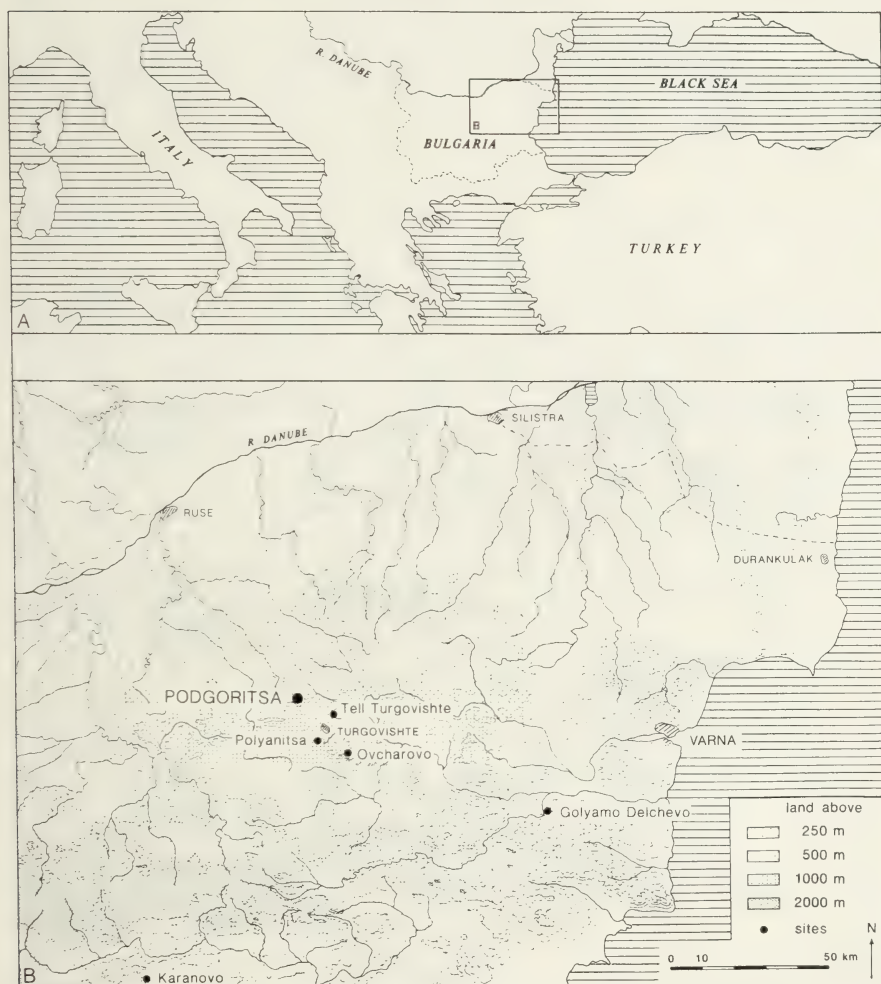 R. DANUBE
BLACK SEA
B
BULGARIA
ITALY
TURKEY
A
SILISTRA
R. DANUBE
RUSE
DURANKULAK
PODGORITSA
Tell Turgovishte
TURGOVISHTE
Polyanitsa
Ovcharovo
VARNA
Golyamo Delchevo
land above
250 m
500 m
1000 m
2000 m
sites
N
0 10 50 km
B
Karanovo